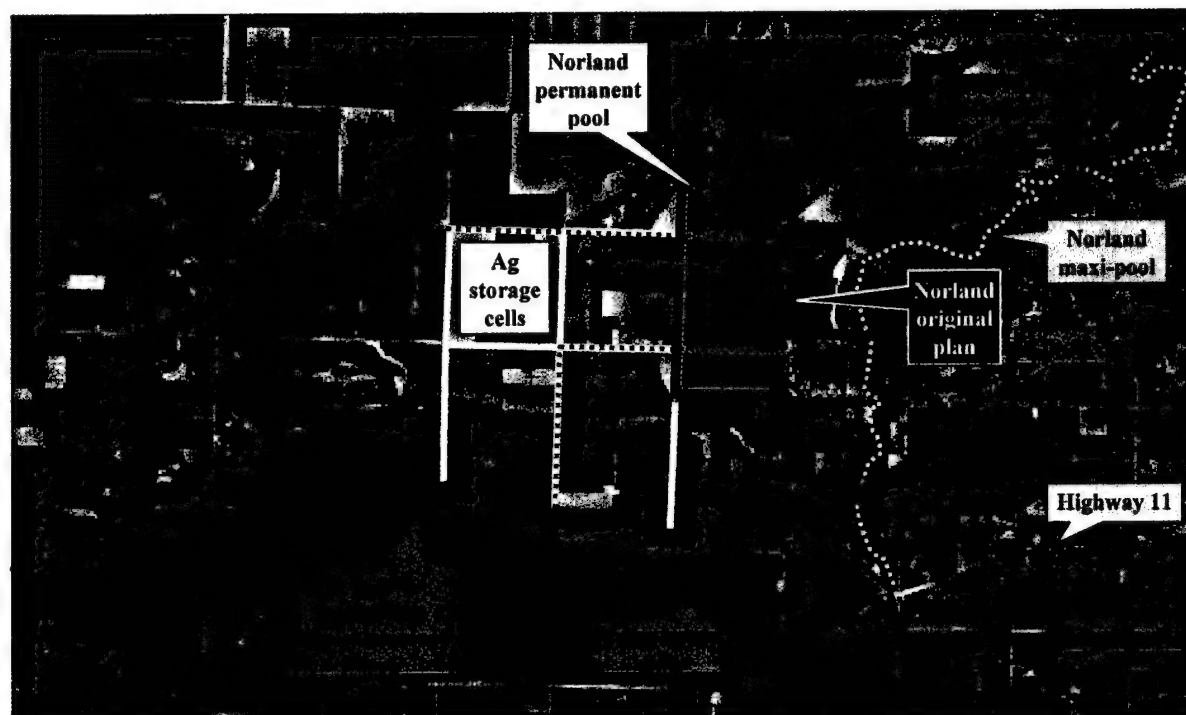 Norland
permanent
pool
Ag
storage
cells
Norland
maxi-pool
Norland
original
plan
Highway 11